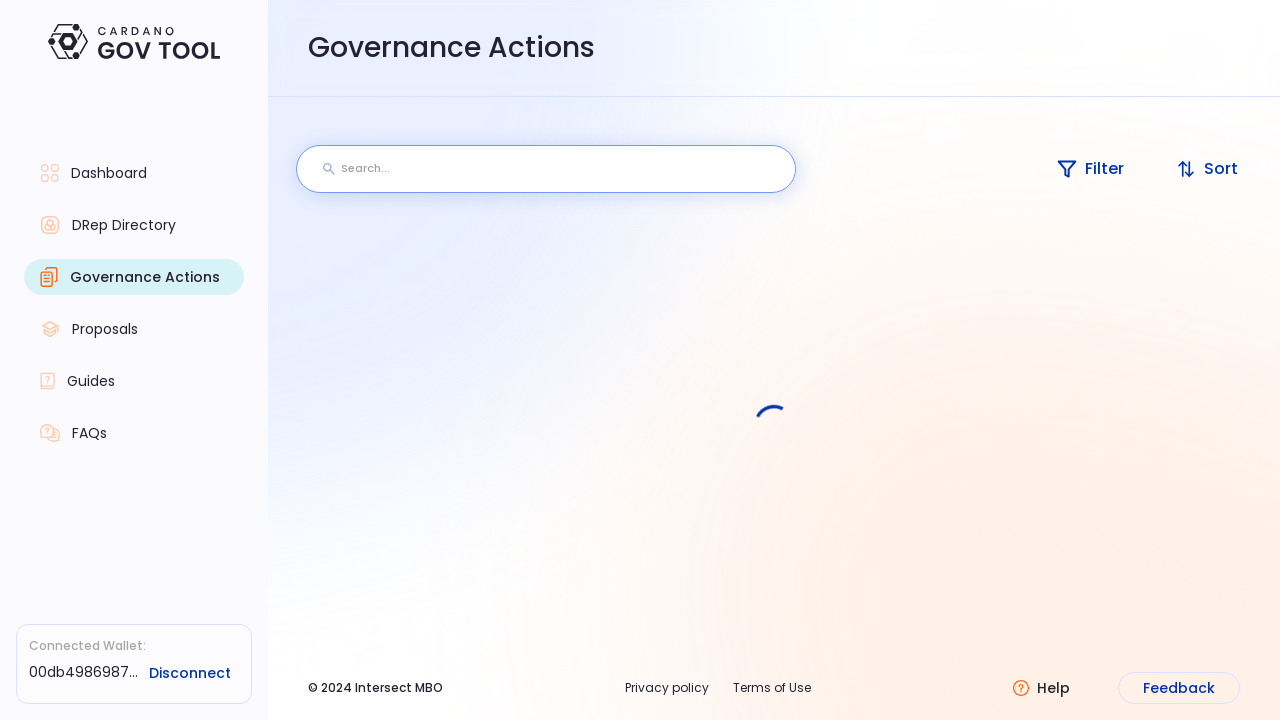 CARDANO
GOV TOOL
Dashboard
DRep Directory
Governance Actions
Proposals
Guides
FAQs
Connected Wallet:
00db4986987...
Disconnect
Governance Actions
Search...
Filter
Sort
© 2024 Intersect MBO
Privacy policy
Terms of Use
Help
Feedback